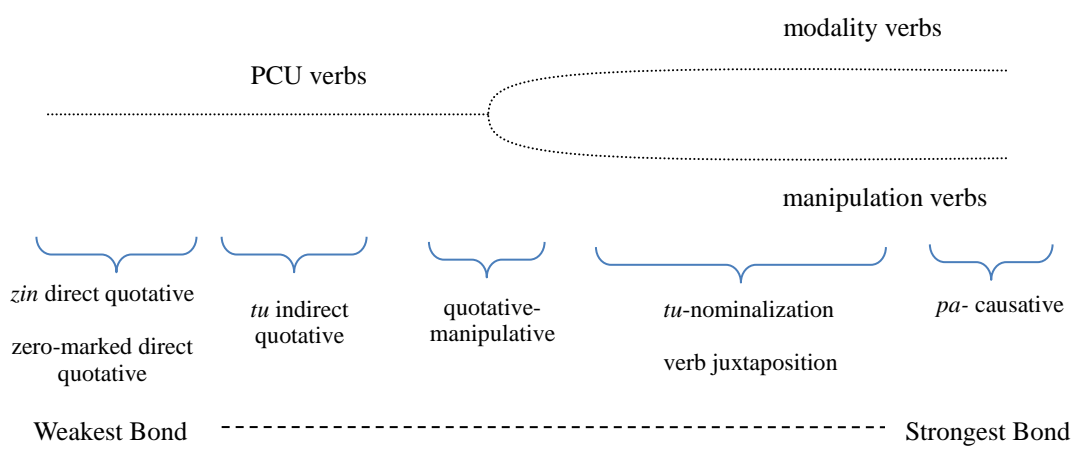 modality verbs
PCU verbs
manipulation verbs
zin direct quotative
zero-marked direct
quotative
tu indirect
quotative
quotative-
manipulative
tu-nominalization
verb juxtaposition
pa- causative
Weakest Bond
Strongest Bond